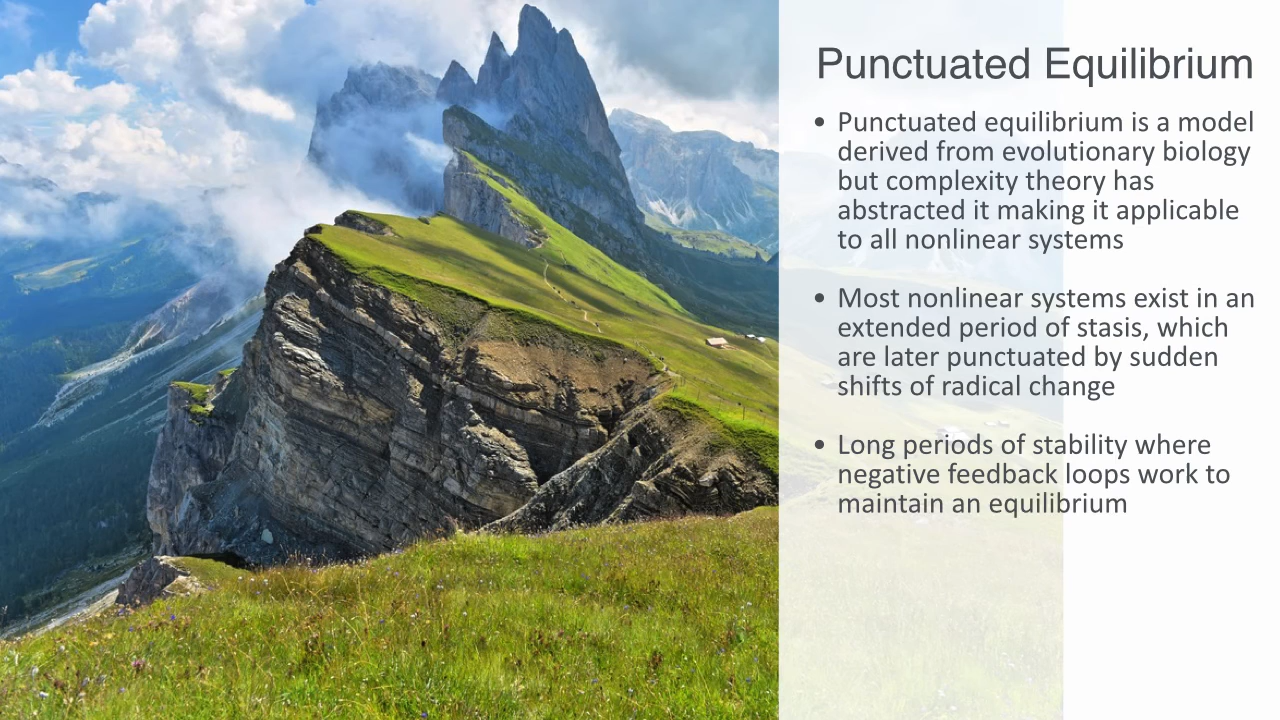 Punctuated Equilibrium
• Punctuated equilibrium is a model
derived from evolutionary biology
but complexity theory has
abstracted it making it applicable
to all nonlinear systems
• Most nonlinear systems exist in an
extended period of stasis, which
are later punctuated by sudden
shifts of radical change
• Long periods of stability where
negative feedback loops work to
maintain an equilibrium